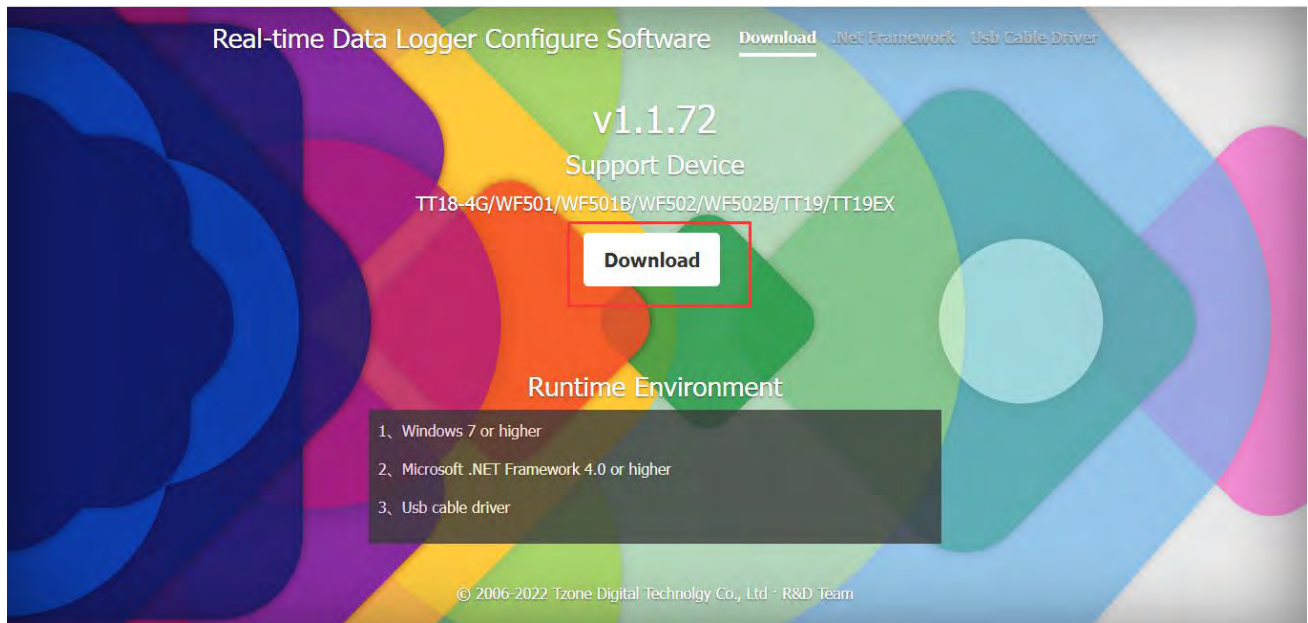 Real-time Data Logger Configure Software Download .Net Framework Usb Cable Driver
v1.1.72
Support Device
TT18-4G/WF501/WF501B/WF502/WF502B/TT19/TT19EX
Download
Runtime Environment
1、Windows 7 or higher
2、Microsoft .NET Framework 4.0 or higher
3、Usb cable driver
© 2006-2022 Tzone Digital Technolgy Co., Ltd · R&D Team